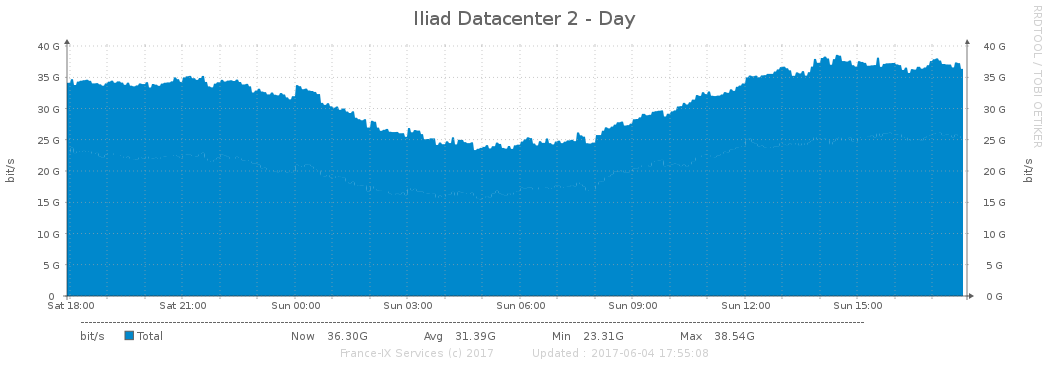 Iliad Datacenter 2 - Day
RRDTOOL / TOBI OETIKER
40 G 40 G
35 G 35 G
30 G 30 G
25 G 25 G
20 G 20 G
15 G 15 G
10 G 10 G
5 G 5 G
0 0 G
bit/s bit/s
Sat 18:00 Sat 21:00 Sun 00:00 Sun 03:00 Sun 06:00 Sun 09:00 Sun 12:00 Sun 15:00
bit/s Total Now 36.30G Avg 31.39G Min 23.31G Max 38.54G
France-IX Services (c) 2017 Updated : 2017-06-04 17:55:08